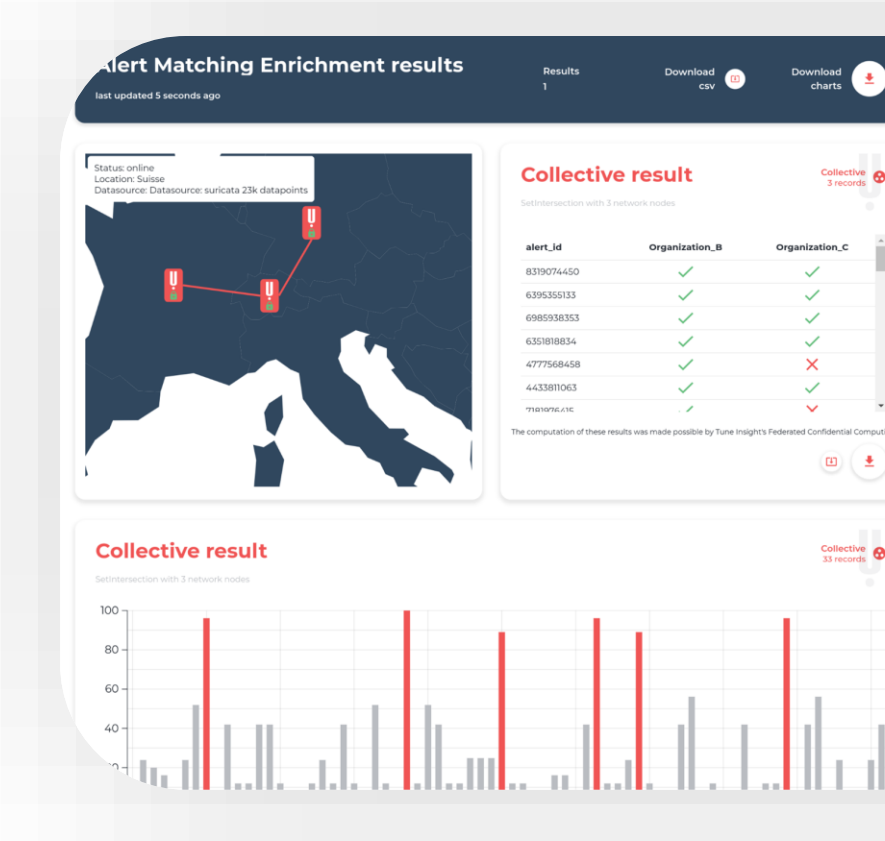 Alert Matching Enrichment results
last updated 5 seconds ago
Results
1
Download
csv
Download
charts
Status: online
Location: Suisse
Datasource: Datasource: suricata 23k datapoints
Collective result
SetIntersection with 3 network nodes
Collective
3 records
alert_id Organization_B Organization_C
8319074450
6395355133
6985938353
6351818834
4777568458
4433811063
7181976415
The computation of these results was made possible by Tune Insight's Federated Confidential Computi
Collective result
SetIntersection with 3 network nodes
Collective
33 records
100
80
60
40